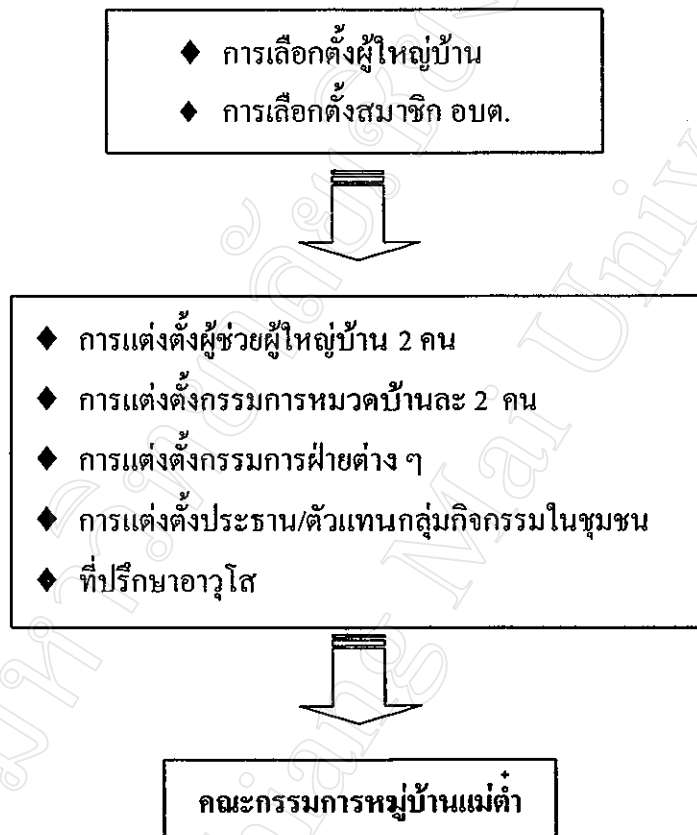 ◆ การเลือกตั้งผู้ใหญ่บ้าน
◆ การเลือกตั้งสมาชิก อบต.
◆ การแต่งตั้งผู้ช่วยผู้ใหญ่บ้าน 2 คน
◆ การแต่งตั้งกรรมการหมวดบ้านละ 2 คน
◆ การแต่งตั้งกรรมการฝ่ายต่าง ๆ
◆ การแต่งตั้งประธาน/ตัวแทนกลุ่มกิจกรรมในชุมชน
◆ ที่ปรึกษาอาวุโส
คณะกรรมการหมู่บ้านแม่ต๋ำ